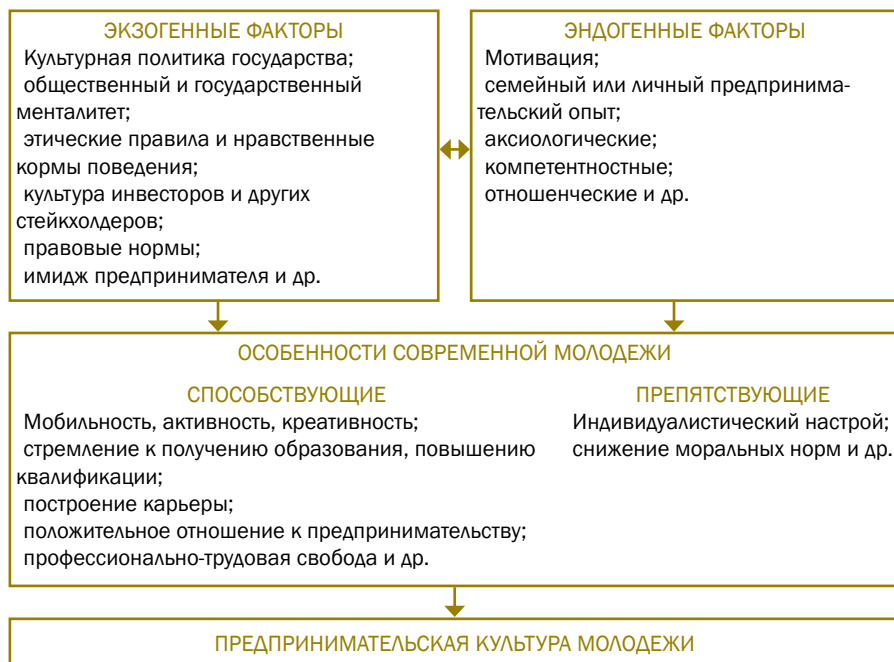 ЭКЗОГЕННЫЕ ФАКТОРЫ
Культурная политика государства;
общественный и государственный
менталитет;
этические правила и нравственные
кормы поведения;
культура инвесторов и других
стейкхолдеров;
правовые нормы;
имидж предпринимателя и др.
ЭНДОГЕННЫЕ ФАКТОРЫ
Мотивация;
семейный или личный предпринима-
тельский опыт;
аксиологические;
компетентностные;
отношенческие и др.
ОСОБЕННОСТИ СОВРЕМЕННОЙ МОЛОДЕЖИ
СПОСОБСТВУЮЩИЕ
Мобильность, активность, креативность;
стремление к получению образования, повышению
квалификации;
построение карьеры;
положительное отношение к предпринимательству;
профессионально-трудовая свобода и др.
ПРЕПЯТСТВУЮЩИЕ
Индивидуалистический настрой;
снижение моральных норм и др.
ПРЕДПРИНИМАТЕЛЬСКАЯ КУЛЬТУРА МОЛОДЕЖИ